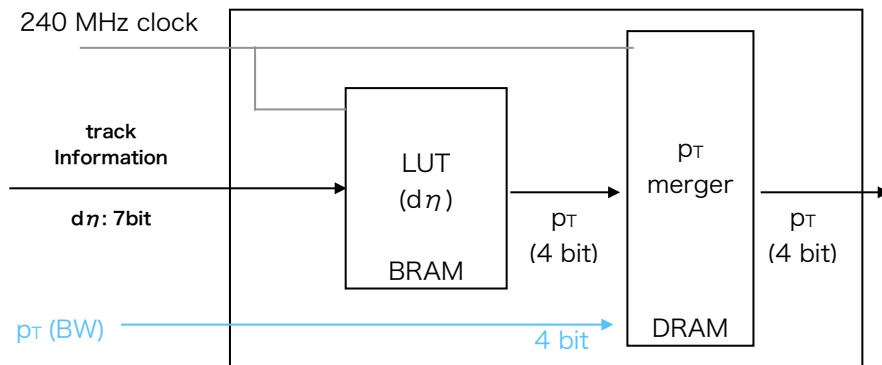 240 MHz clock
track
Information
dη: 7bit
LUT
(dη)
BRAM
pT
(4 bit)
pT
merger
DRAM
pT
(4 bit)
pT (BW)
4 bit